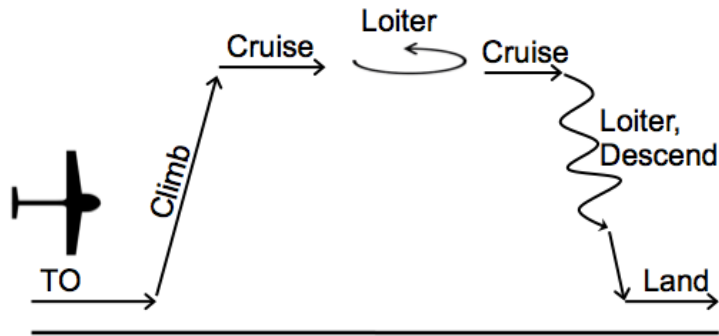 TO
Climb
Cruise
Loiter
Cruise
Loiter,
Descend
Land